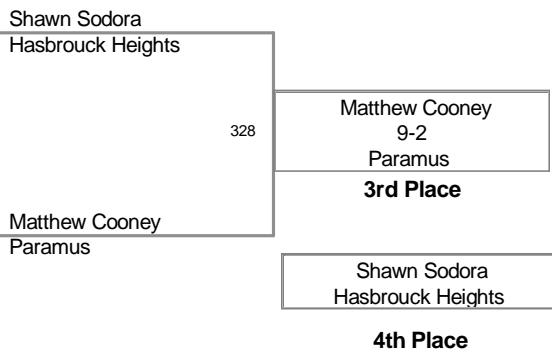 Shawn Sodora
Hasbrouck Heights
328
Matthew Cooney
9-2
Paramus
3rd Place
Matthew Cooney
Paramus
Shawn Sodora
Hasbrouck Heights
4th Place